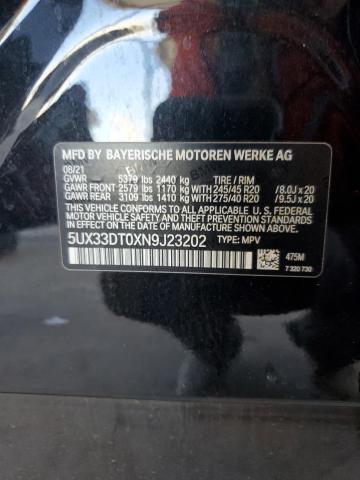 MFD BY BAYERISCHE MOTOREN WERKE AG
08/21
GVWR 5379 lbs 2440 kg TIRE / RIM
GAWR FRONT 2579 lbs 1170 kg WITH 245/45 R20 /8.0J x 20
GAWR REAR 3109 lbs 1410 kg WITH 275/40 R20 /9.5J x 20
THIS VEHICLE CONFORMS TO ALL APPLICABLE
U.S. FEDERAL MOTOR VEHICLE SAFETY AND
THEFT PREVENTION STANDARDS IN EFFECT ON
THE DATE OF MANUFACTURE SHOWN ABOVE.
5UX33DT0XN9J23202 TYPE: MPV
475M
7 320 730